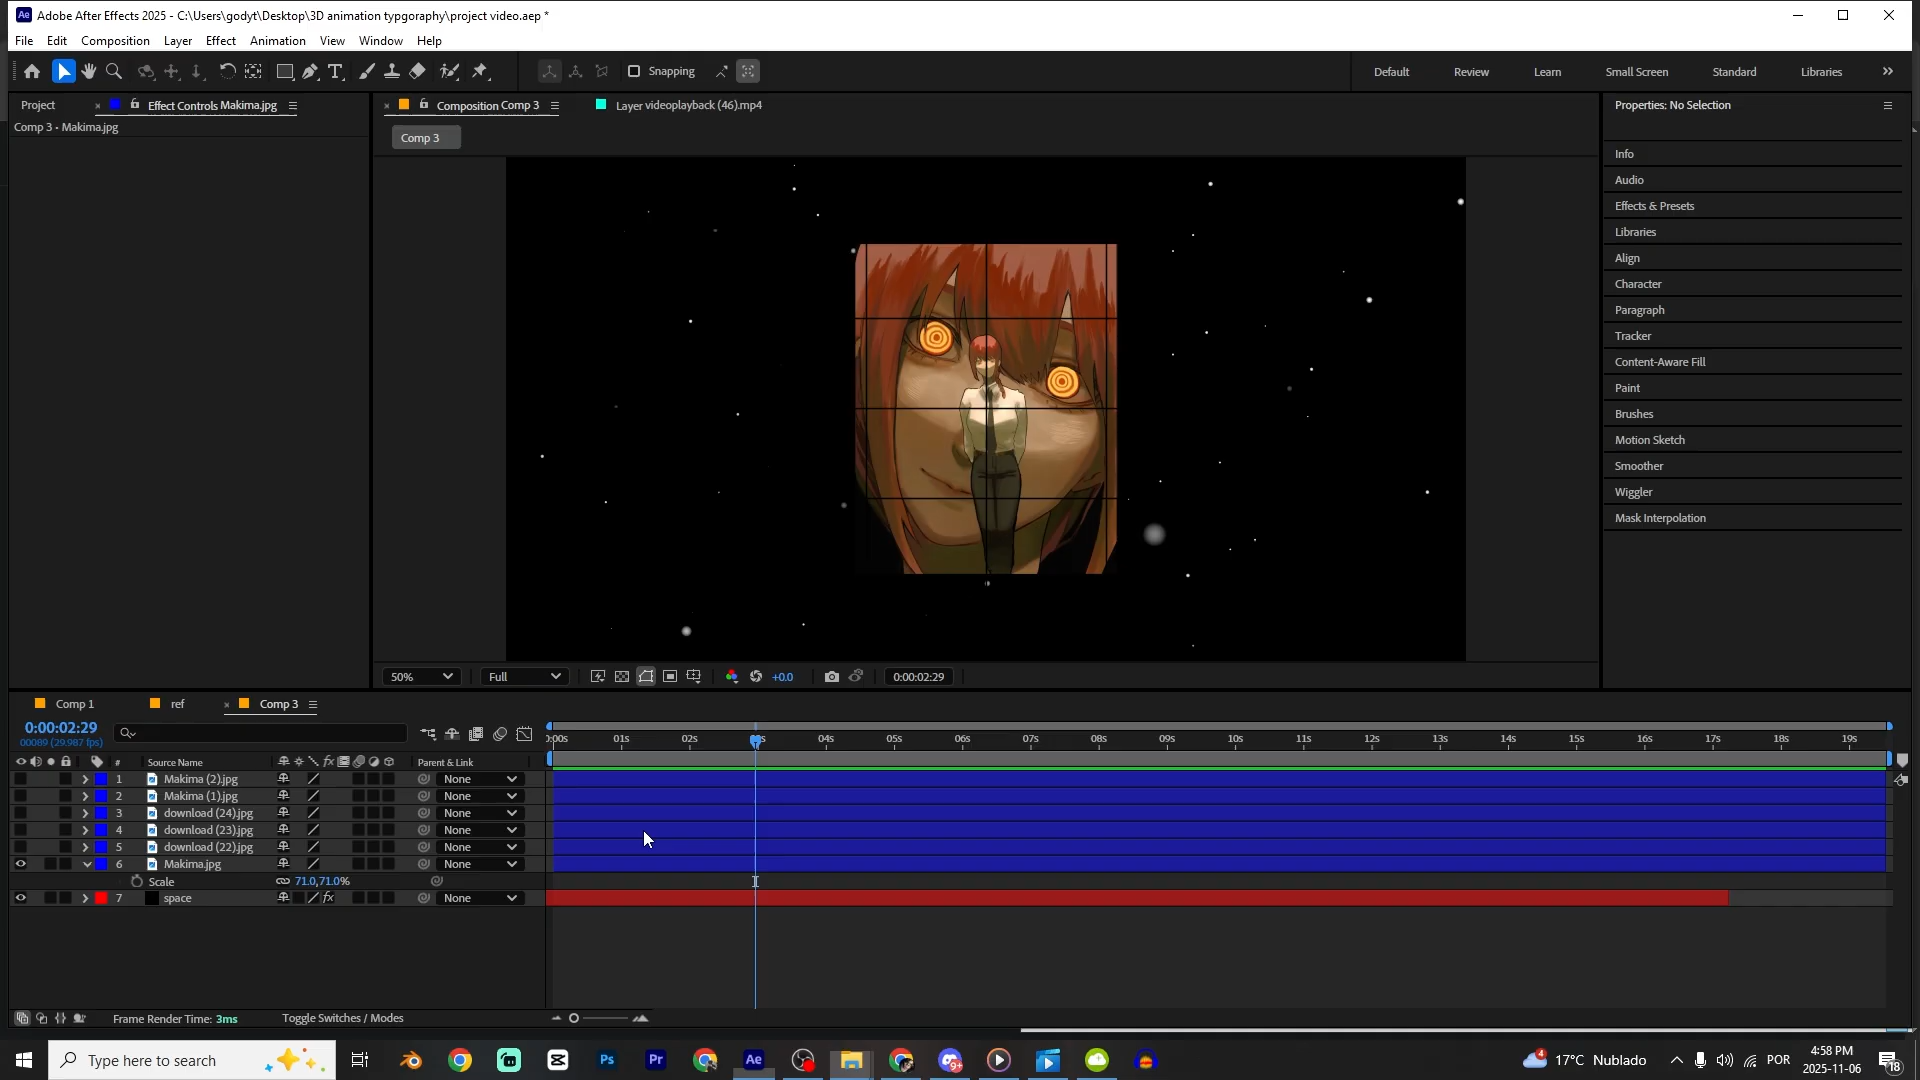 Adobe After Effects 2025 - C:\Users\godyt\Desktop\3D animation typgoraphy\project video.aep *
File Edit Composition Layer Effect Animation View Window Help
Snapping
Default Review Learn Small Screen Standard Libraries
Project Effect Controls Makima.jpg
Composition Comp 3 Layer videoplayback (46).mp4
Properties: No Selection
Comp 3 • Makima.jpg
Comp 3
Info
Audio
Effects & Presets
Libraries
Align
Character
Paragraph
Tracker
Content-Aware Fill
Paint
Brushes
Motion Sketch
Smoother
Wiggler
Mask Interpolation
50% Full +0.0 0:00:02:29
Comp 1 ref Comp 3
0:00:02:29
00089 (29.987 fps)
:00s 01s 02s 04s 05s 06s 07s 08s 09s 10s 11s 12s 13s 14s 15s 16s 17s 18s 19s
# Source Name fx Parent & Link
1 Makima (2).jpg None
2 Makima (1).jpg None
3 download (24).jpg None
4 download (23).jpg None
5 download (22).jpg None
6 Makima.jpg None
Scale 71.0,71.0%
7 space fx None
Frame Render Time: 3ms Toggle Switches / Modes
Type here to search
Ps Pr Ae
9+
4 17°C Nublado POR
4:58 PM
2025-11-06
18